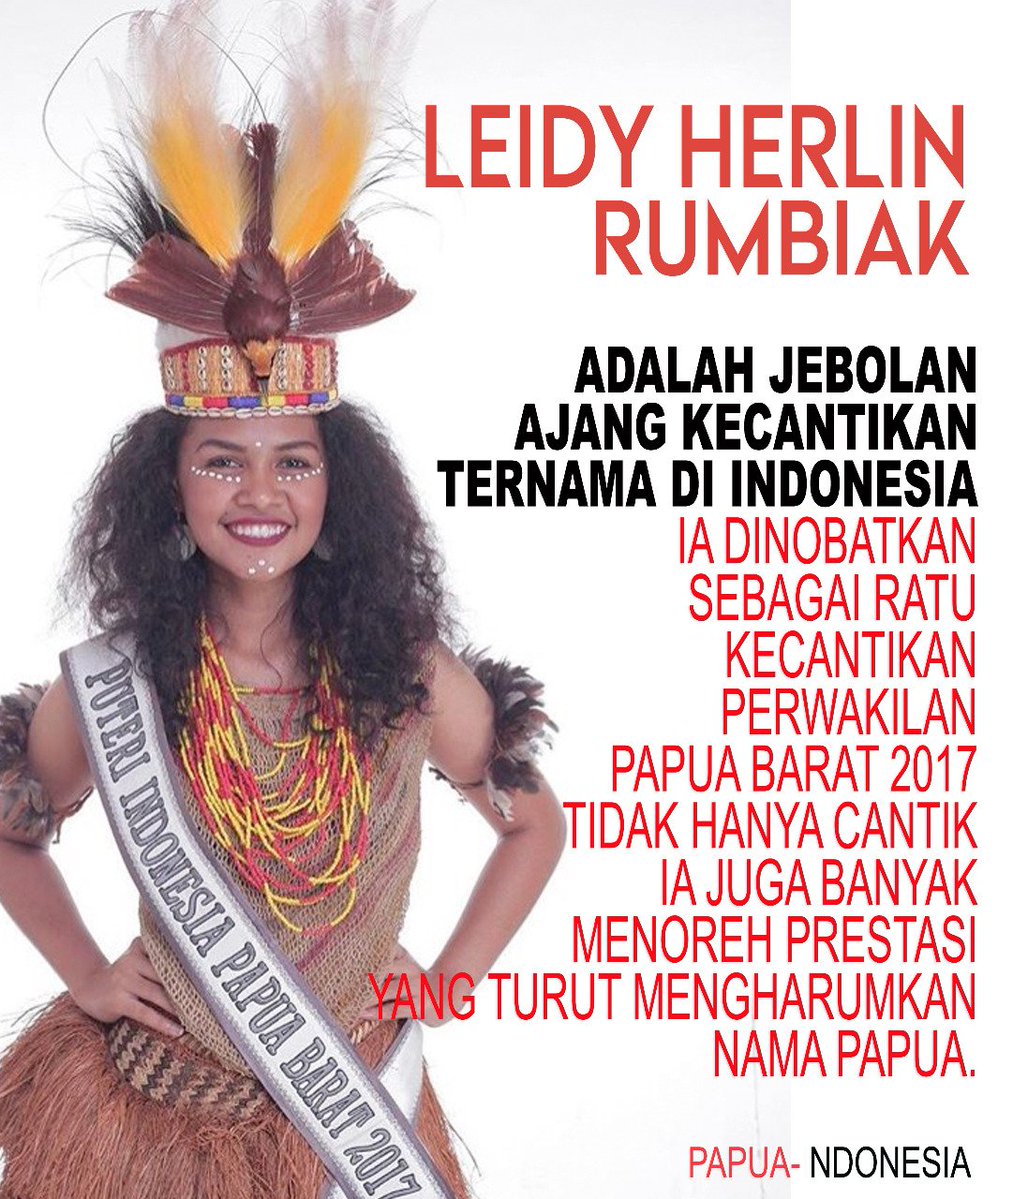 LEIDY HERLIN
RUMBIAK
ADALAH JEBOLAN
AJANG KECANTIKAN
TERNAMA DI INDONESIA
IA DINOBATKAN
SEBAGAI RATU
KECANTIKAN
PERWAKILAN
PAPUA BARAT 2017
TIDAK HANYA CANTIK
IA JUGA BANYAK
MENOREH PRESTASI
YANG TURUT MENGHARUMKAN
NAMA PAPUA.
PAPUA- NDONESIA
PUTERI INDONESIA PAPUA BARAT 2017